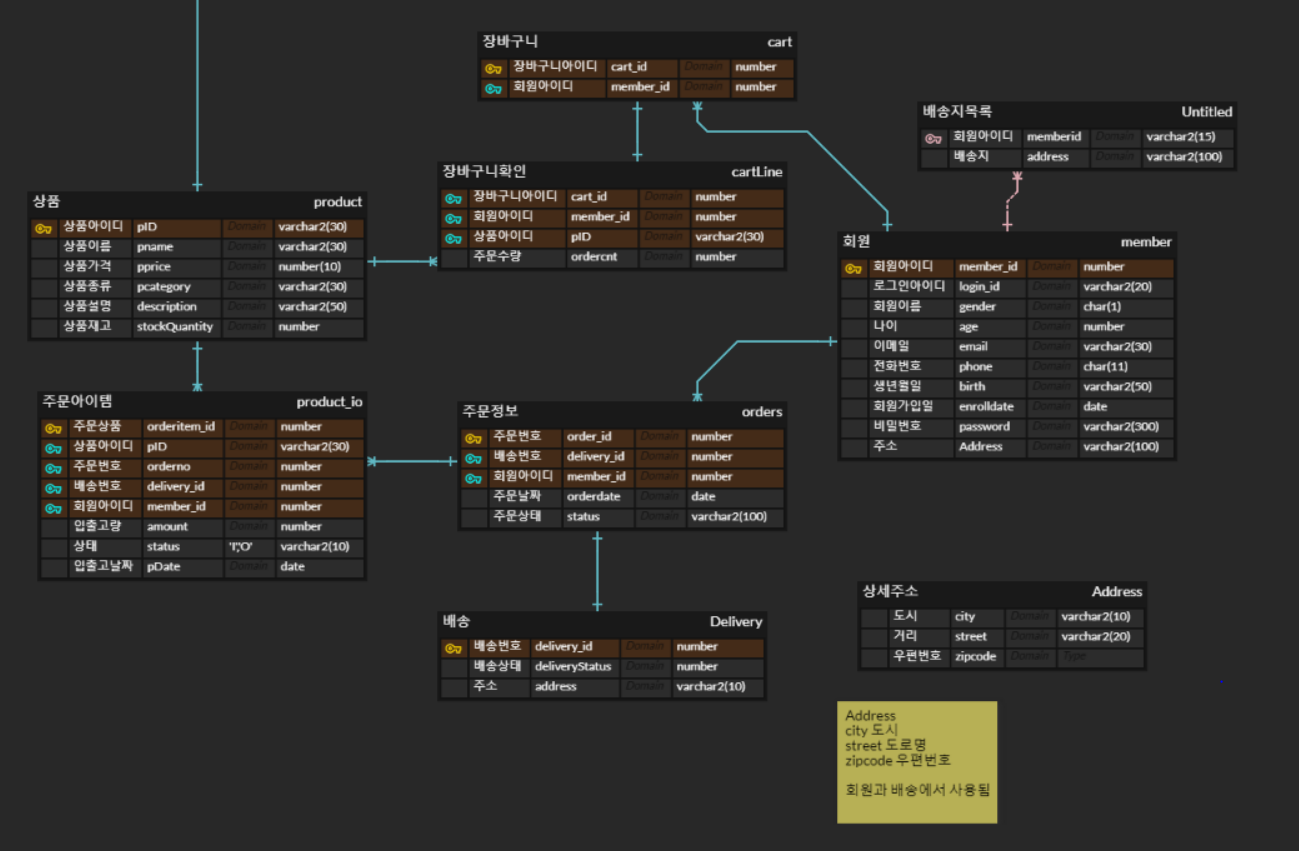 장바구니 cart
장바구니아이디 cart_id Domain number
회원아이디 member_id Domain number
배송지목록 Untitled
회원아이디 memberid Domain varchar2(15)
배송지 address Domain varchar2(100)
장바구니확인 cartLine
장바구니아이디 cart_id Domain number
회원아이디 member_id Domain number
상품아이디 pID Domain varchar2(30)
주문수량 ordercnt Domain number
상품 product
상품아이디 pID Domain varchar2(30)
상품이름 pname Domain varchar2(30)
상품가격 pprice Domain number(10)
상품종류 pcategory Domain varchar2(30)
상품설명 description Domain varchar2(50)
상품재고 stockQuantity Domain number
회원 member
회원아이디 member_id Domain number
로그인아이디 login_id Domain varchar2(20)
회원이름 gender Domain char(1)
나이 age Domain number
이메일 email Domain varchar2(30)
전화번호 phone Domain char(11)
생년월일 birth Domain varchar2(50)
회원가입일 enrolldate Domain date
비밀번호 password Domain varchar2(300)
주소 Address Domain varchar2(100)
주문아이템 product_io
주문상품 orderitem_id Domain number
상품아이디 pID Domain varchar2(30)
주문번호 orderno Domain number
배송번호 delivery_id Domain number
회원아이디 member_id Domain number
입출고량 amount Domain number
상태 status 'I','O' varchar2(10)
입출고날짜 pDate Domain date
주문정보 orders
주문번호 order_id Domain number
배송번호 delivery_id Domain number
회원아이디 member_id Domain number
주문날짜 orderdate Domain date
주문상태 status Domain varchar2(100)
배송 Delivery
배송번호 delivery_id Domain number
배송상태 deliveryStatus Domain number
주소 address Domain varchar2(10)
상세주소 Address
도시 city Domain varchar2(10)
거리 street Domain varchar2(20)
우편번호 zipcode Domain Type
Address
city 도시
street 도로명
zipcode 우편번호
회원과 배송에서 사용됨